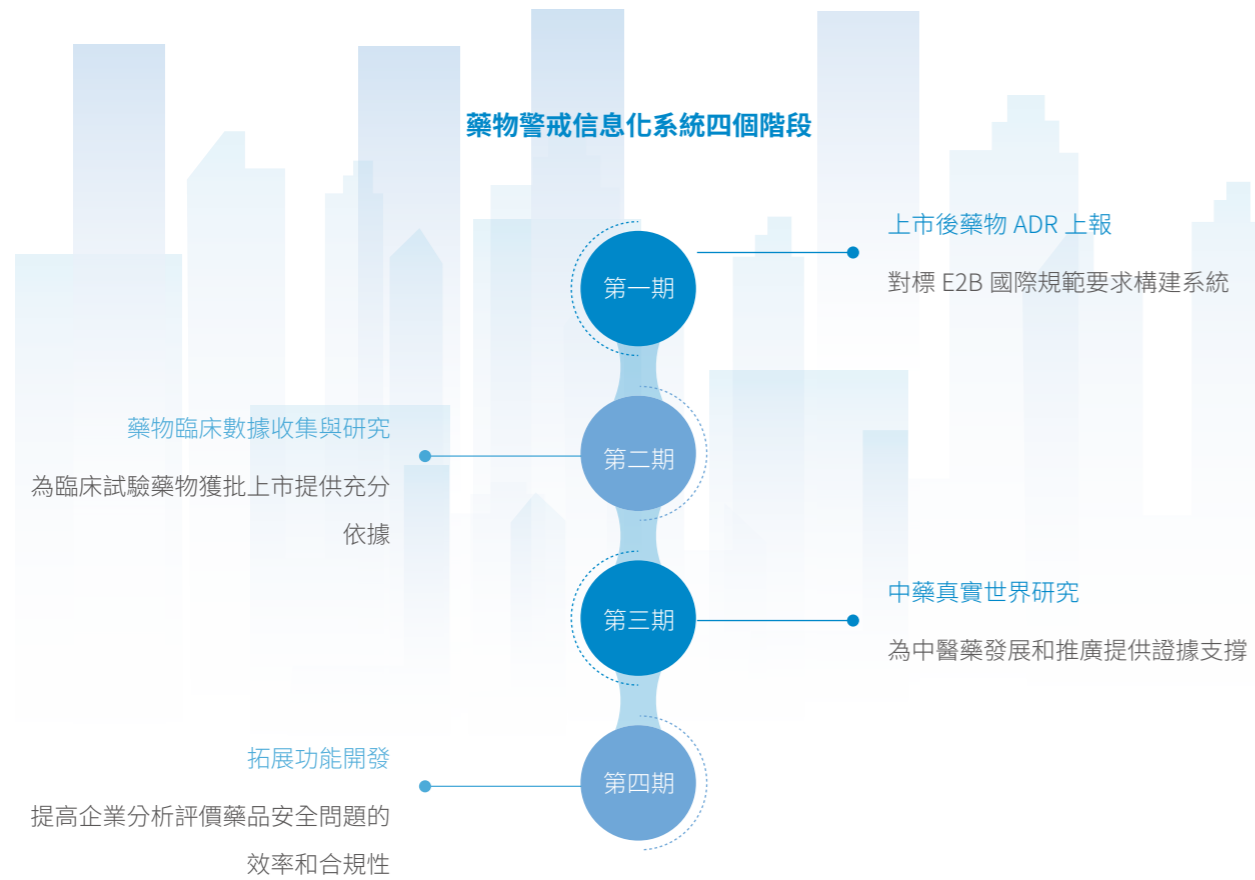 藥物警戒信息化系統四個階段
第一期
上市後藥物 ADR 上報
對標 E2B 國際規範要求構建系統
第二期
藥物臨床數據收集與研究
為臨床試驗藥物獲批上市提供充分
依據
第三期
中藥真實世界研究
為中醫藥發展和推廣提供證據支撐
第四期
拓展功能開發
提高企業分析評價藥品安全問題的
效率和合規性